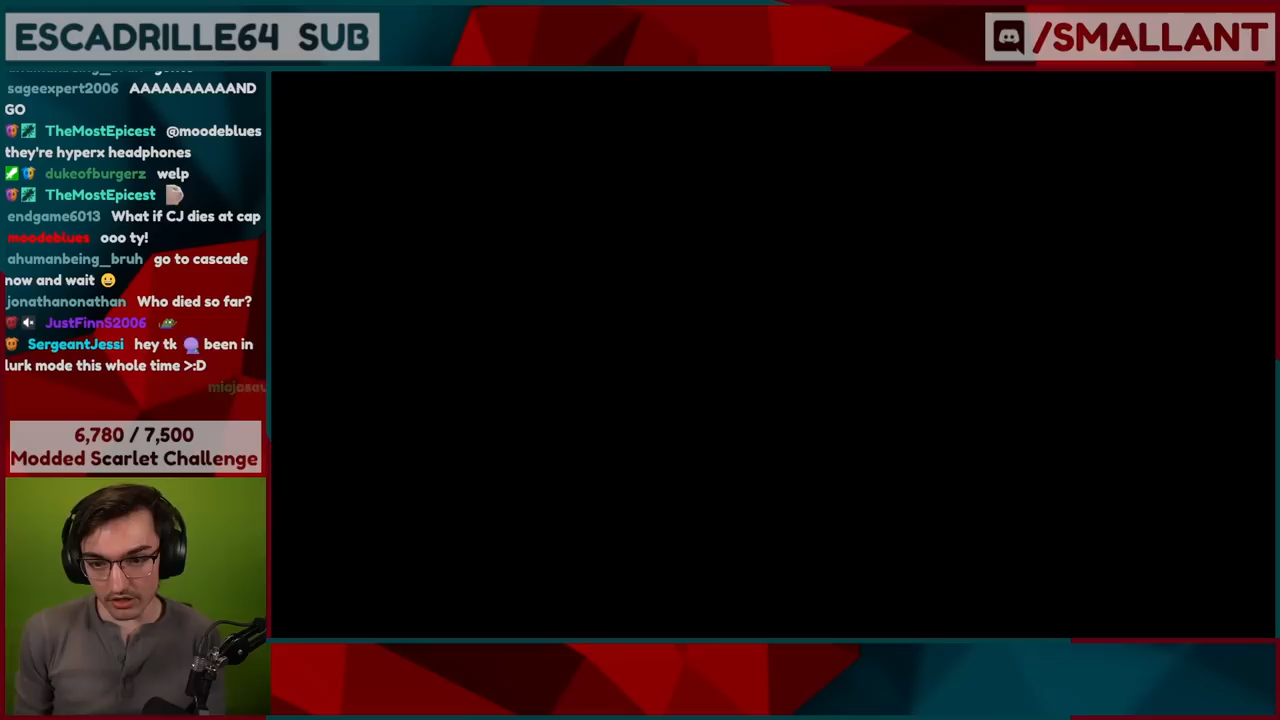 ESCADRILLE64 SUB
/SMALLANT
sageexpert2006 AAAAAAAAAAND
GO
TheMostEpicest @moodeblues
they're hyperx headphones
dukeofburgerz welp
TheMostEpicest
endgame6013 What if CJ dies at cap
moodeblues ooo ty!
ahumanbeing_bruh go to cascade
now and wait 😀
jonathanonathan Who died so far?
JustFinnS2006
SergeantJessi hey tk been in
lurk mode this whole time >:D
6,780 / 7,500
Modded Scarlet Challenge